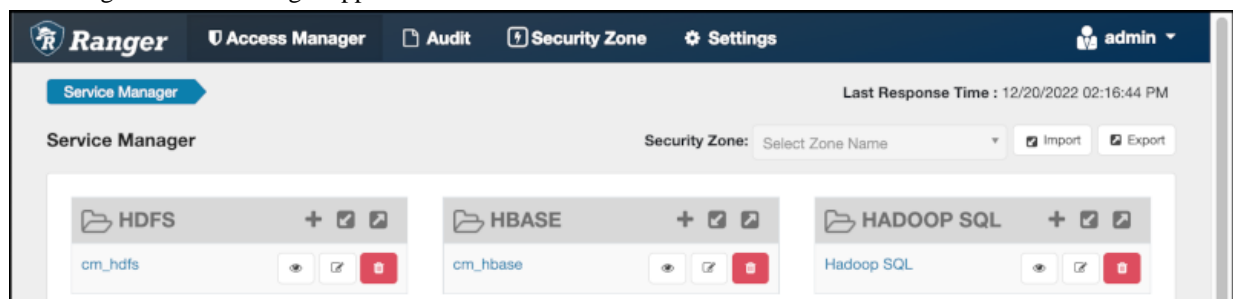 Ranger Access Manager Audit Security Zone Settings admin
Service Manager Last Response Time : 12/20/2022 02:16:44 PM
Service Manager Security Zone: Select Zone Name Import Export
HDFS HBASE HADOOP SQL
cm_hdfs cm_hbase Hadoop SQL